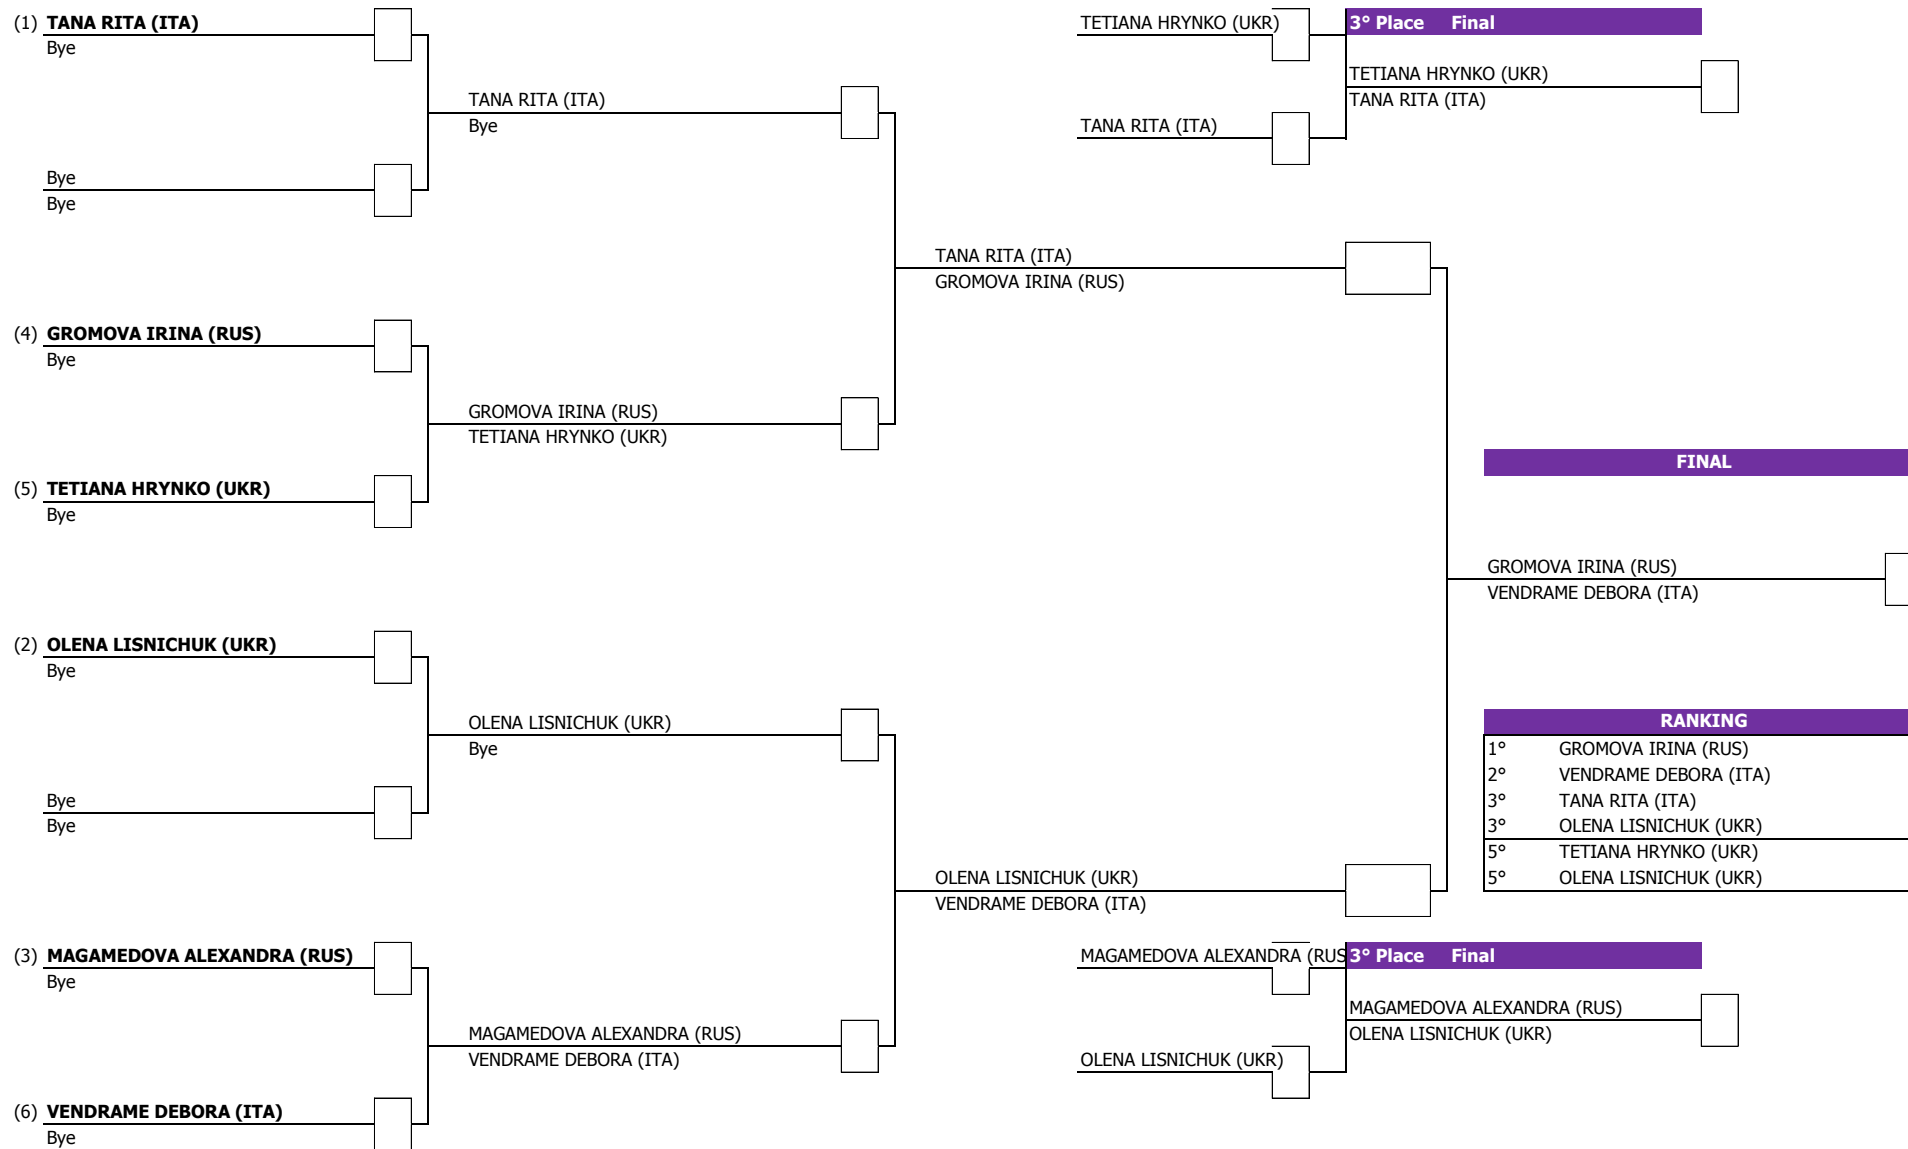 (1) TANA RITA (ITA)
Bye
TANA RITA (ITA)
Bye
Bye
Bye
TETIANA HRYNKO (UKR)
3° Place Final
TETIANA HRYNKO (UKR)
TANA RITA (ITA)
TANA RITA (ITA)
TANA RITA (ITA)
GROMOVA IRINA (RUS)
(4) GROMOVA IRINA (RUS)
Bye
GROMOVA IRINA (RUS)
TETIANA HRYNKO (UKR)
(5) TETIANA HRYNKO (UKR)
Bye
FINAL
GROMOVA IRINA (RUS)
VENDRAME DEBORA (ITA)
(2) OLENA LISNICHUK (UKR)
Bye
OLENA LISNICHUK (UKR)
Bye
Bye
Bye
RANKING
1° GROMOVA IRINA (RUS)
2° VENDRAME DEBORA (ITA)
3° TANA RITA (ITA)
3° OLENA LISNICHUK (UKR)
5° TETIANA HRYNKO (UKR)
5° OLENA LISNICHUK (UKR)
OLENA LISNICHUK (UKR)
VENDRAME DEBORA (ITA)
(3) MAGAMEDOVA ALEXANDRA (RUS)
Bye
MAGAMEDOVA ALEXANDRA (RUS)
VENDRAME DEBORA (ITA)
MAGAMEDOVA ALEXANDRA (RUS
3° Place Final
MAGAMEDOVA ALEXANDRA (RUS)
OLENA LISNICHUK (UKR)
OLENA LISNICHUK (UKR)
(6) VENDRAME DEBORA (ITA)
Bye